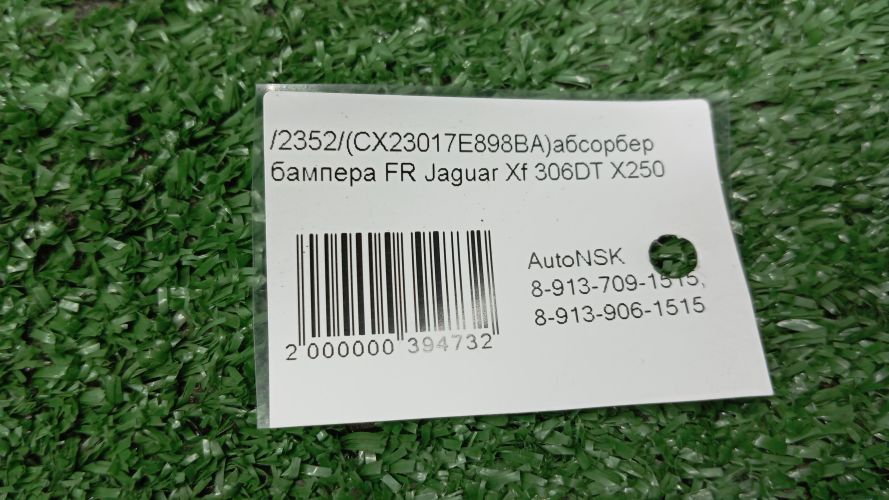 /2352/(CX23017E898BA)абсорбер
бампера FR Jaguar Xf 306DT X250
AutoNSK
8-913-709-1515,
8-913-906-1515
2 000000 394732